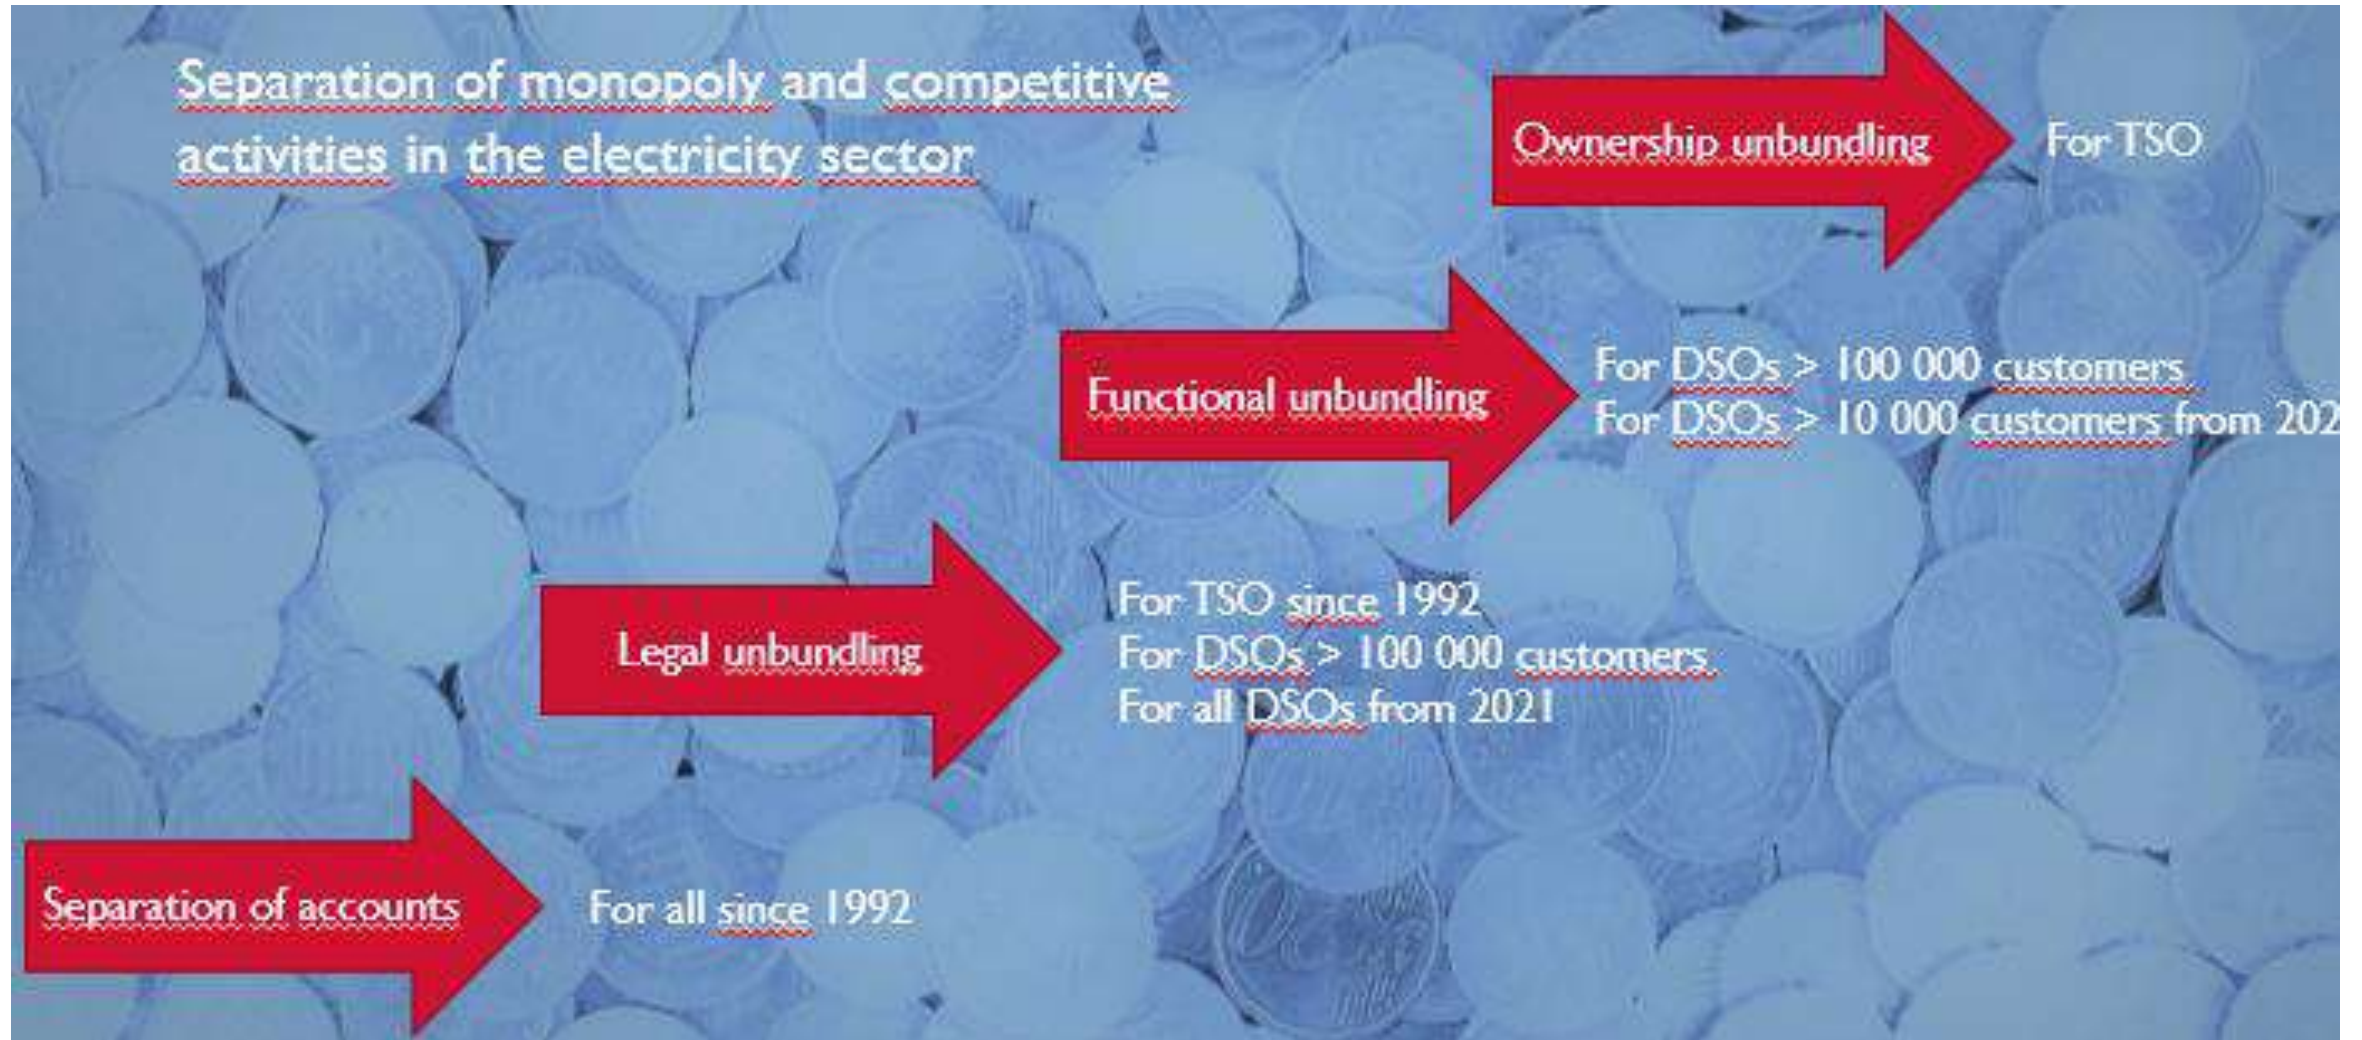 Separation of monopoly and competitive
activities in the electricity sector
Ownership unbundling
For TSO
Functional unbundling
For DSOs > 100 000 customers
For DSOs > 10 000 customers from 202
Legal unbundling
For TSO since 1992
For DSOs > 100 000 customers
For all DSOs from 2021
Separation of accounts
For all since 1992